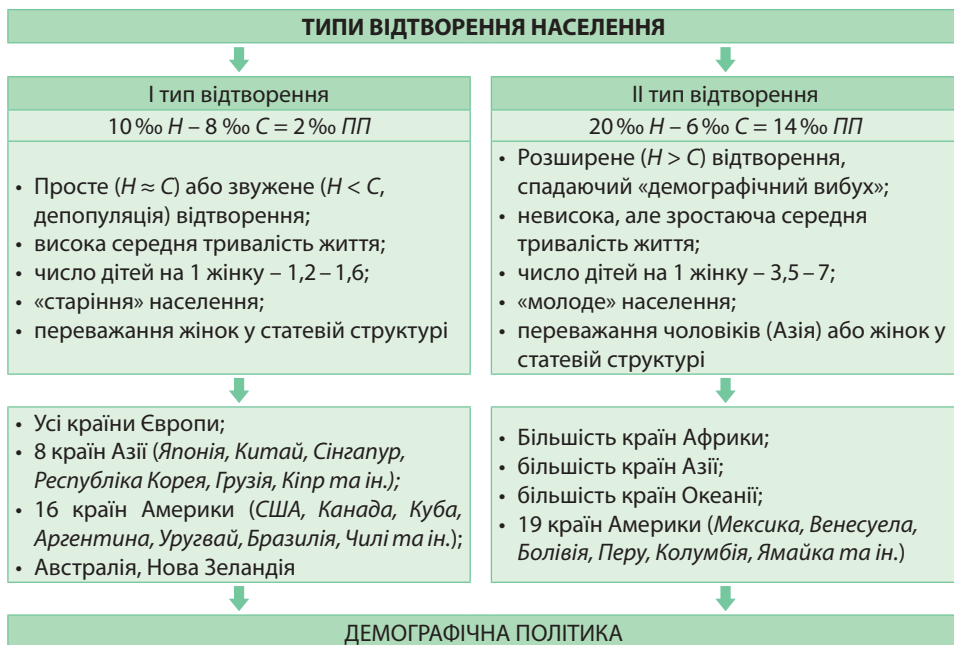 ТИПИ ВІДТВОРЕННЯ НАСЕЛЕННЯ
І тип відтворення
10 ‰ Н – 8 ‰ С = 2 ‰ ПП
• Просте (Н ≈ С) або звужене (Н < С,
депопуляція) відтворення;
• висока середня тривалість життя;
• число дітей на 1 жінку – 1,2 – 1,6;
• «старіння» населення;
• переважання жінок у статевій структурі
• Усі країни Європи;
• 8 країн Азії (Японія, Китай, Сінгапур,
Республіка Корея, Грузія, Кіпр та ін.);
• 16 країн Америки (США, Канада, Куба,
Аргентина, Уругвай, Бразилія, Чилі та ін.);
• Австралія, Нова Зеландія
ІІ тип відтворення
20 ‰ Н – 6 ‰ С = 14 ‰ ПП
• Розширене (Н > С) відтворення,
спадаючий «демографічний вибух»;
• невисока, але зростаюча середня
тривалість життя;
• число дітей на 1 жінку – 3,5 – 7;
• «молоде» населення;
• переважання чоловіків (Азія) або жінок у
статевій структурі
• Більшість країн Африки;
• більшість країн Азії;
• більшість країн Океанії;
• 19 країн Америки (Мексика, Венесуела,
Болівія, Перу, Колумбія, Ямайка та ін.)
ДЕМОГРАФІЧНА ПОЛІТИКА